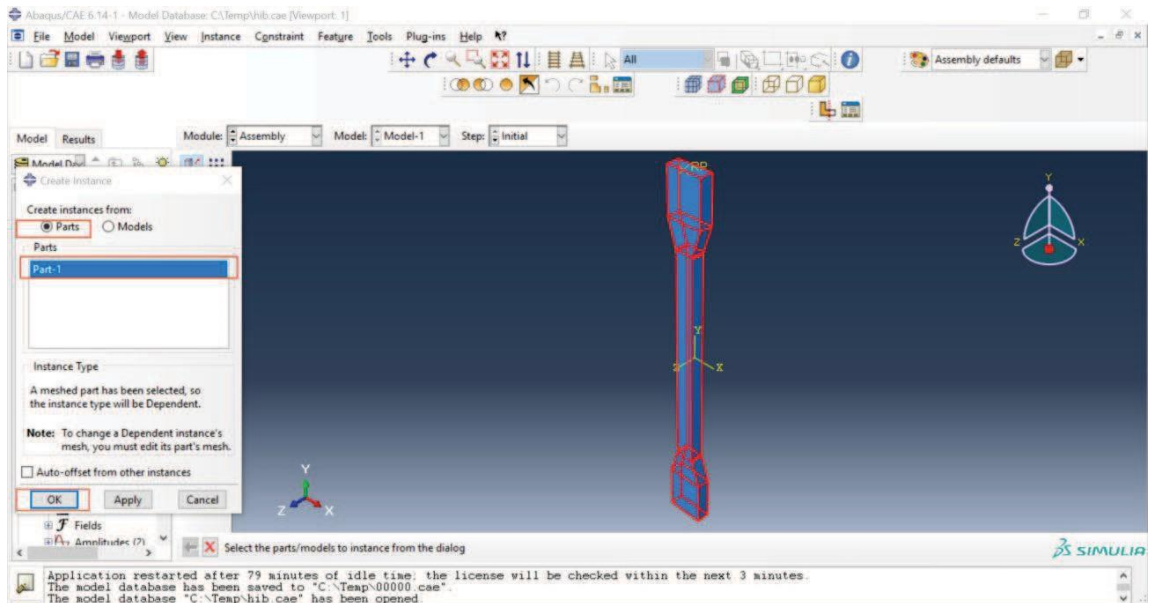 Abaqus/CAE 6.14-1 - Model Database: C:\Temp\hib.cae [Viewport: 1]
File Model Viewport View Instance Constraint Feature Tools Plug-ins Help
All
Assembly defaults
Model Results
Module: Assembly Model: Model-1 Step: Initial
Create Instance
Create instances from:
Parts Models
Parts
Part-1
Instance Type
A meshed part has been selected, so
the instance type will be Dependent.
Note: To change a Dependent instance's
mesh, you must edit its part's mesh.
Auto-offset from other instances
OK Apply Cancel
Fields
Amplitudes (2)
RP
Y
Z X
Y
Z X
Y
Z X
Select the parts/models to instance from the dialog
SIMULIA
Application restarted after 79 minutes of idle time; the license will be checked within the next 3 minutes.
The model database has been saved to "C:\Temp\00000.cae".
The model database "C:\Temp\hib.cae" has been opened.